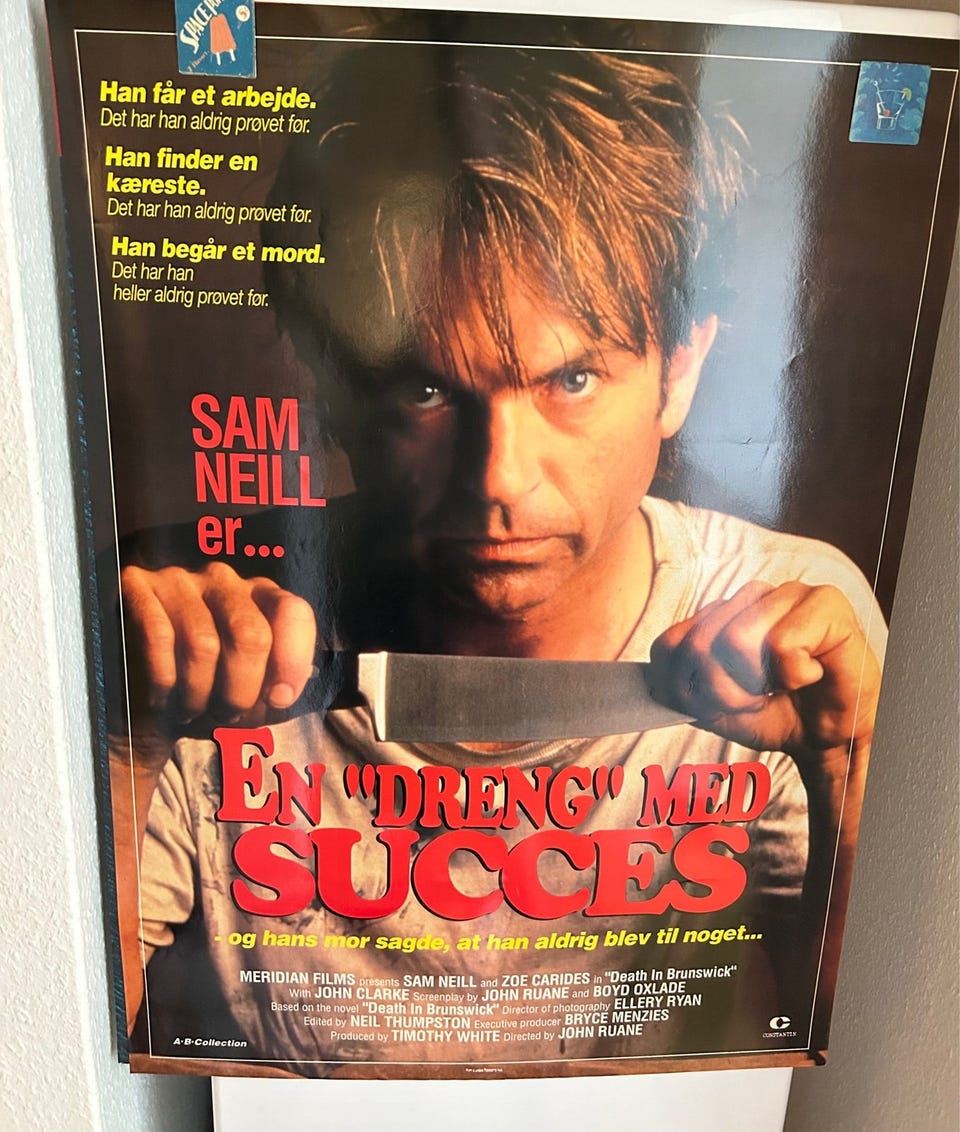 SPACE
Han får et arbejde.
Det har han aldrig prøvet før.
Han finder en
kæreste.
Det har han aldrig prøvet før.
Han begår et mord.
Det har han
heller aldrig prøvet før.
SAM
NEILL
er...
EN "DRENG" MED
SUCCES
- og hans mor sagde, at han aldrig blev til noget...
MERIDIAN FILMS presents SAM NEILL and ZOE CARIDES in "Death In Brunswick"
With JOHN CLARKE Screenplay by JOHN RUANE and BOYD OXLADE
Based on the novel "Death In Brunswick" Director of photography ELLERY RYAN
Edited by NEIL THUMPSTON Executive producer BRYCE MENZIES
Produced by TIMOTHY WHITE Directed by JOHN RUANE
A·B·Collection
CONSTANTIN